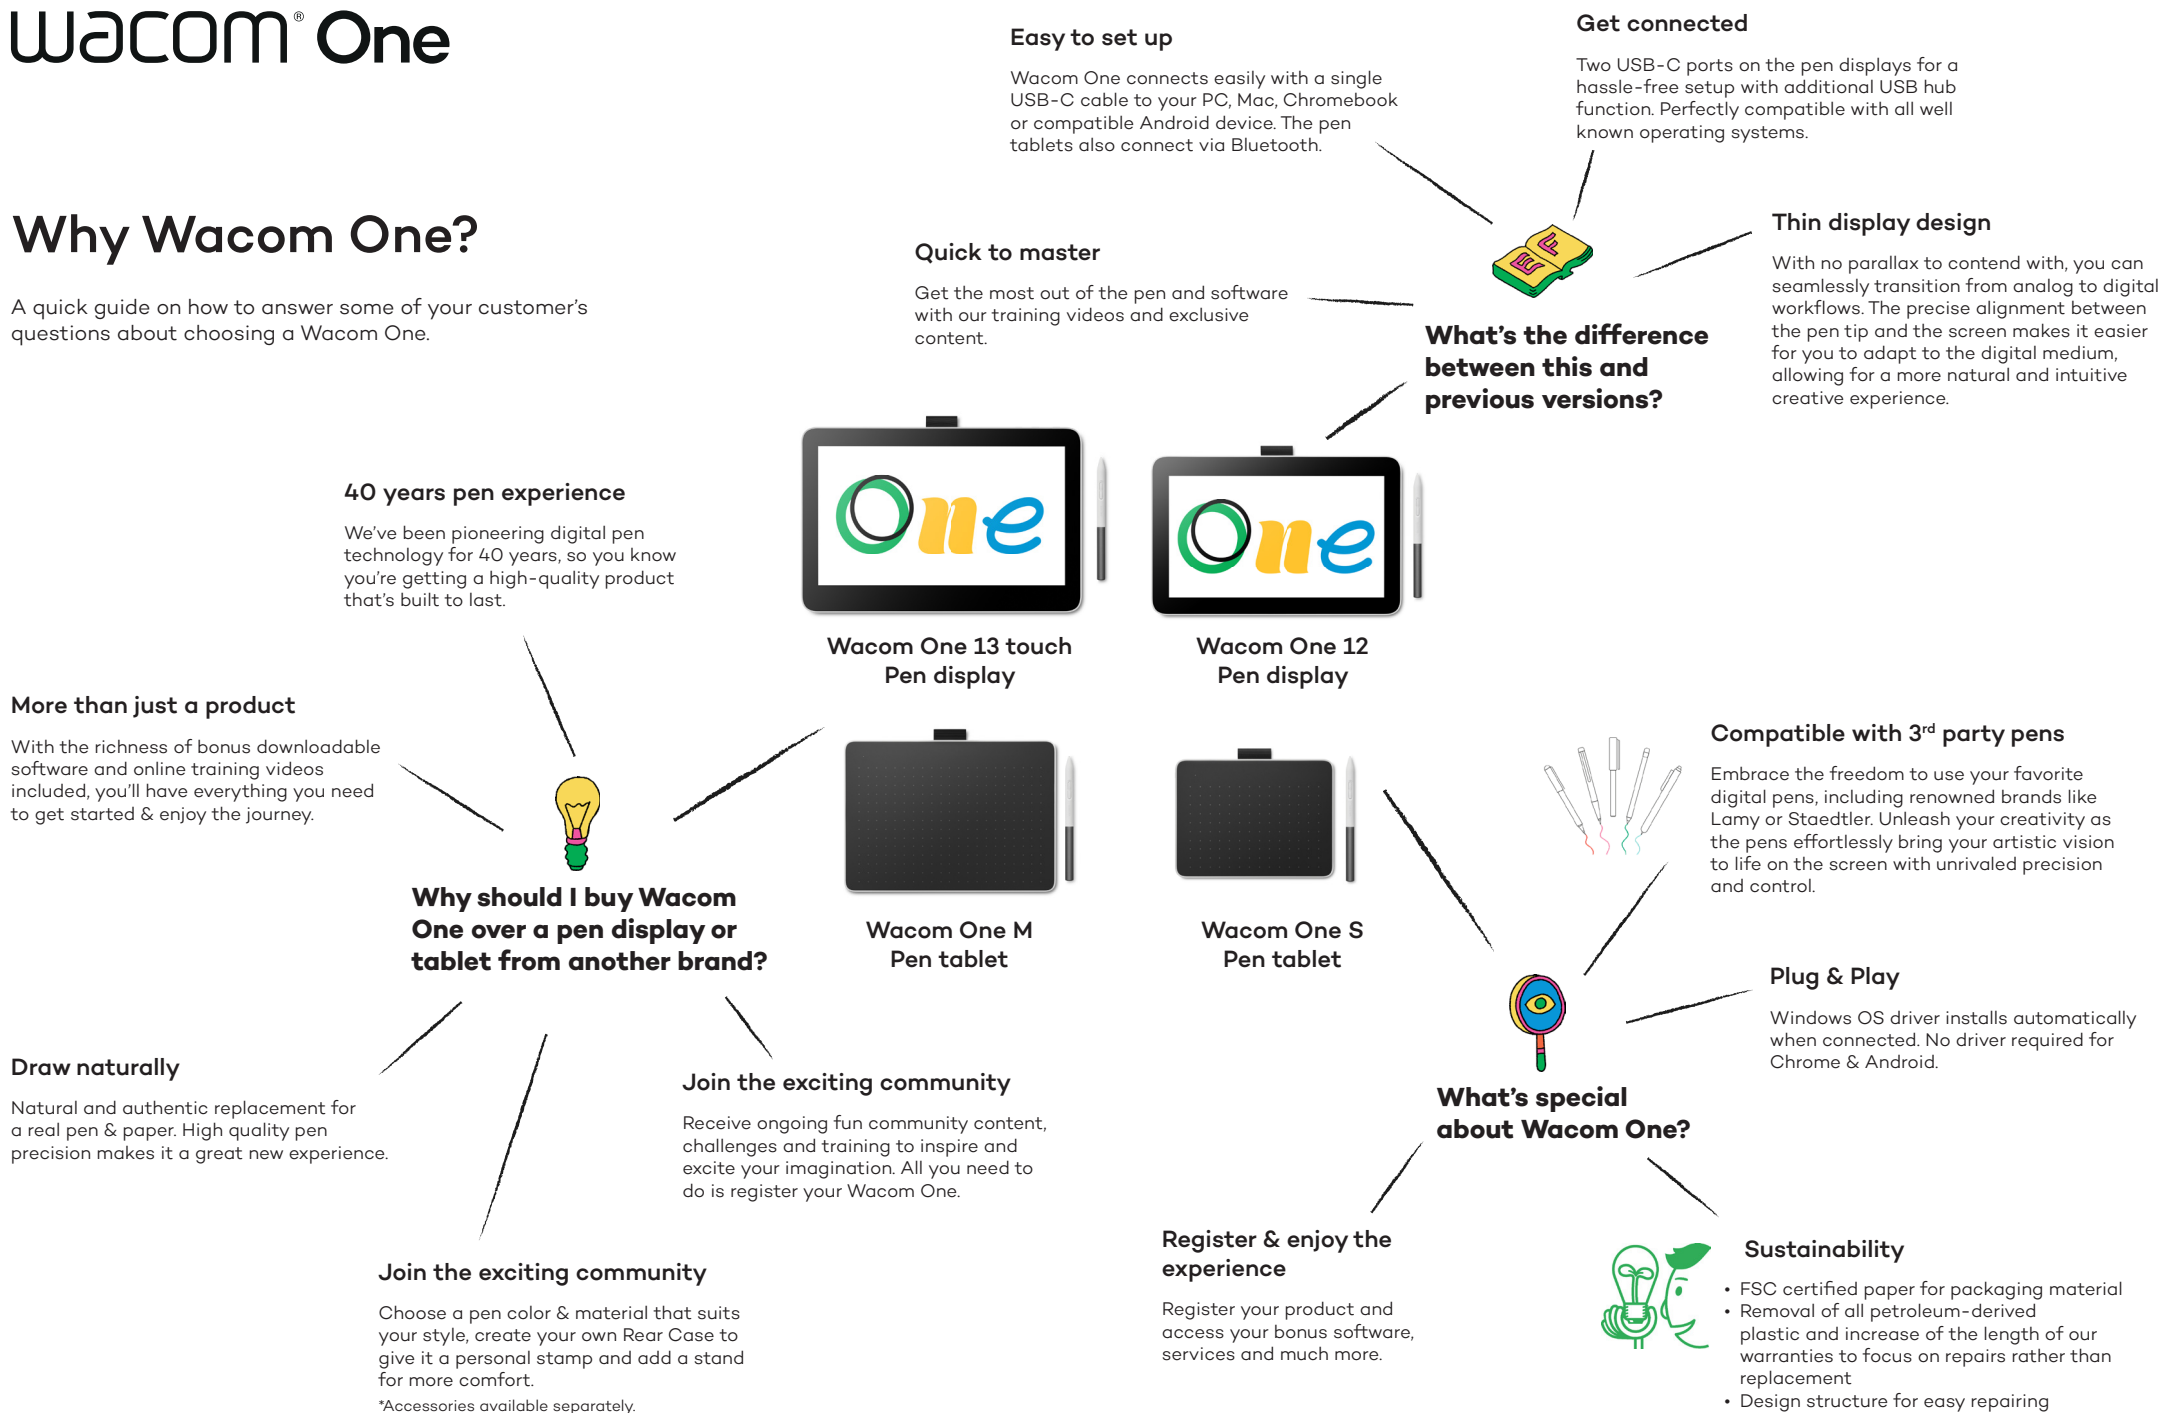 wacom® One
Why Wacom One?
A quick guide on how to answer some of your customer's
questions about choosing a Wacom One.
Easy to set up
Wacom One connects easily with a single
USB-C cable to your PC, Mac, Chromebook
or compatible Android device. The pen
tablets also connect via Bluetooth.
Get connected
Two USB-C ports on the pen displays for a
hassle-free setup with additional USB hub
function. Perfectly compatible with all well
known operating systems.
Quick to master
Get the most out of the pen and software
with our training videos and exclusive
content.
E F
What's the difference
between this and
previous versions?
Thin display design
With no parallax to contend with, you can
seamlessly transition from analog to digital
workflows. The precise alignment between
the pen tip and the screen makes it easier
for you to adapt to the digital medium,
allowing for a more natural and intuitive
creative experience.
One
One
Wacom One 13 touch
Pen display
Wacom One 12
Pen display
Wacom One M
Pen tablet
Wacom One S
Pen tablet
40 years pen experience
We've been pioneering digital pen
technology for 40 years, so you know
you're getting a high-quality product
that's built to last.
More than just a product
With the richness of bonus downloadable
software and online training videos
included, you'll have everything you need
to get started & enjoy the journey.
Why should I buy Wacom
One over a pen display or
tablet from another brand?
Draw naturally
Natural and authentic replacement for
a real pen & paper. High quality pen
precision makes it a great new experience.
Join the exciting community
Receive ongoing fun community content,
challenges and training to inspire and
excite your imagination. All you need to
do is register your Wacom One.
Join the exciting community
Choose a pen color & material that suits
your style, create your own Rear Case to
give it a personal stamp and add a stand
for more comfort.
*Accessories available separately.
Compatible with 3rd party pens
Embrace the freedom to use your favorite
digital pens, including renowned brands like
Lamy or Staedtler. Unleash your creativity as
the pens effortlessly bring your artistic vision
to life on the screen with unrivaled precision
and control.
Plug & Play
Windows OS driver installs automatically
when connected. No driver required for
Chrome & Android.
What's special
about Wacom One?
Register & enjoy the
experience
Register your product and
access your bonus software,
services and much more.
Sustainability
• FSC certified paper for packaging material
• Removal of all petroleum-derived
plastic and increase of the length of our
warranties to focus on repairs rather than
replacement
• Design structure for easy repairing